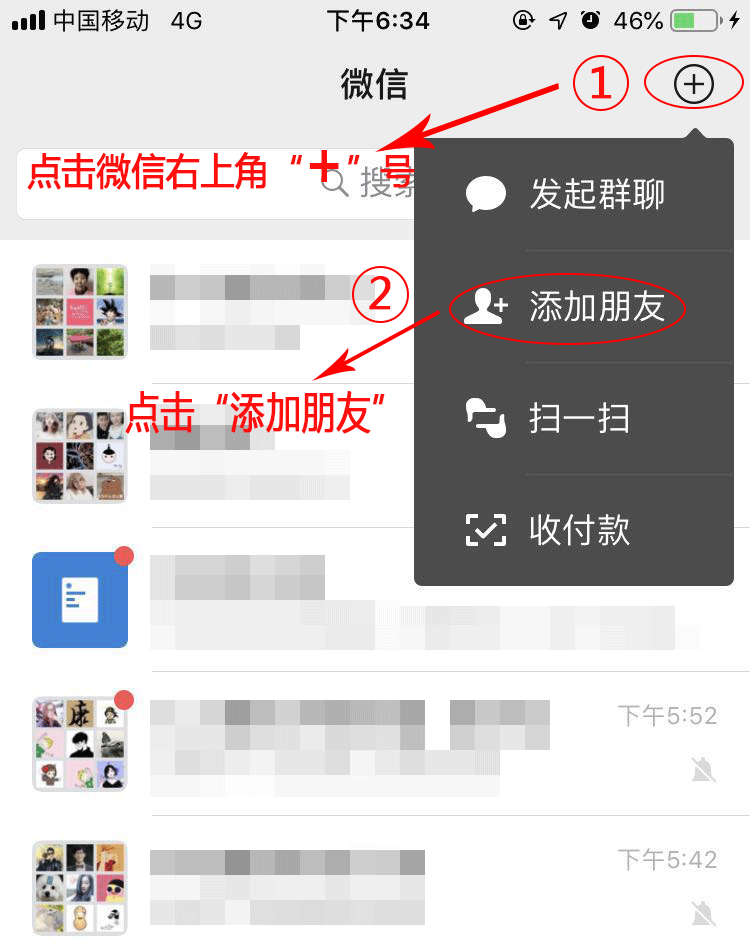 中国移动 4G 下午6:34 46%
微信
①
点击微信右上角“＋”号
搜索
发起群聊
②
添加朋友
点击“添加朋友”
扫一扫
收付款
康
下午5:52
下午5:42